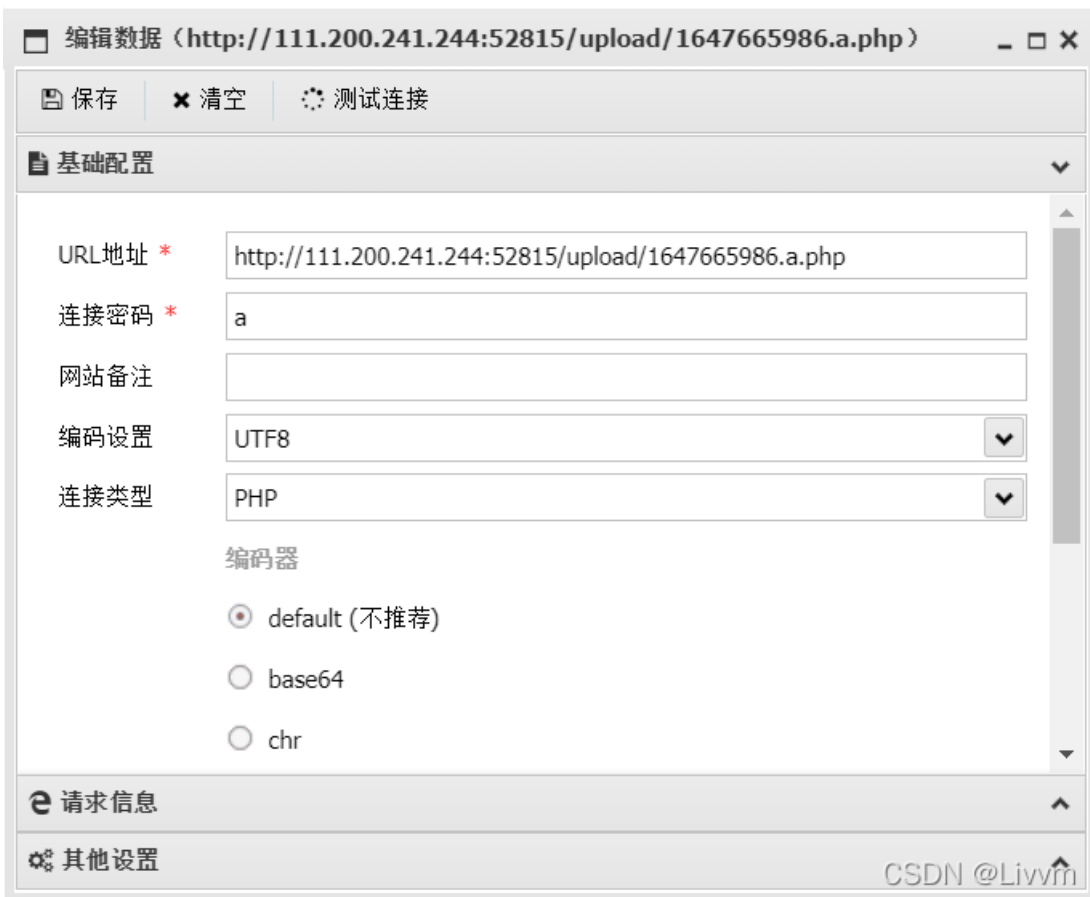 编辑数据（http://111.200.241.244:52815/upload/1647665986.a.php）
保存 清空 测试连接
基础配置
URL地址 * http://111.200.241.244:52815/upload/1647665986.a.php
连接密码 * a
网站备注
编码设置 UTF8
连接类型 PHP
编码器
default (不推荐)
base64
chr
请求信息
其他设置
CSDN @Livvm